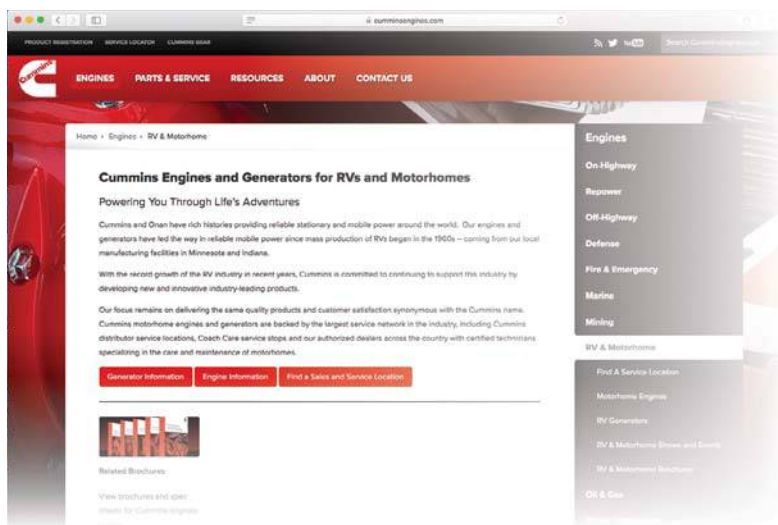 cumminsengines.com
PRODUCT REGISTRATION SERVICE LOCATOR CUMMINS GEAR
YouTube
Search
Cummins
ENGINES PARTS & SERVICE RESOURCES ABOUT CONTACT US
Home › Engines › RV & Motorhome
Cummins Engines and Generators for RVs and Motorhomes
Powering You Through Life's Adventures
Cummins and Onan have rich histories providing reliable stationary and mobile power around the world. Our engines and
generators have led the way in reliable mobile power since mass production of RVs began in the 1960s – coming from our local
manufacturing facilities in Minnesota and Indiana.
With the record growth of the RV industry in recent years, Cummins is committed to continuing to support this industry by
developing new and innovative industry-leading products.
Our focus remains on delivering the same quality products and customer satisfaction synonymous with the Cummins name.
Cummins motorhome engines and generators are backed by the largest service network in the industry, including Cummins
distributor service locations, Coach Care service stops and our authorized dealers across the country with certified technicians
specializing in the care and maintenance of motorhomes.
Generator Information Engine Information Find a Sales and Service Location
Related Brochures
View brochures and spec
sheets for Cummins engines
Engines
On-Highway
Repower
Off-Highway
Defense
Fire & Emergency
Marine
Mining
RV & Motorhome
Find A Service Location
Motorhome Engines
RV Generators
RV & Motorhome Shows and Events
RV & Motorhome Brochures
Oil & Gas